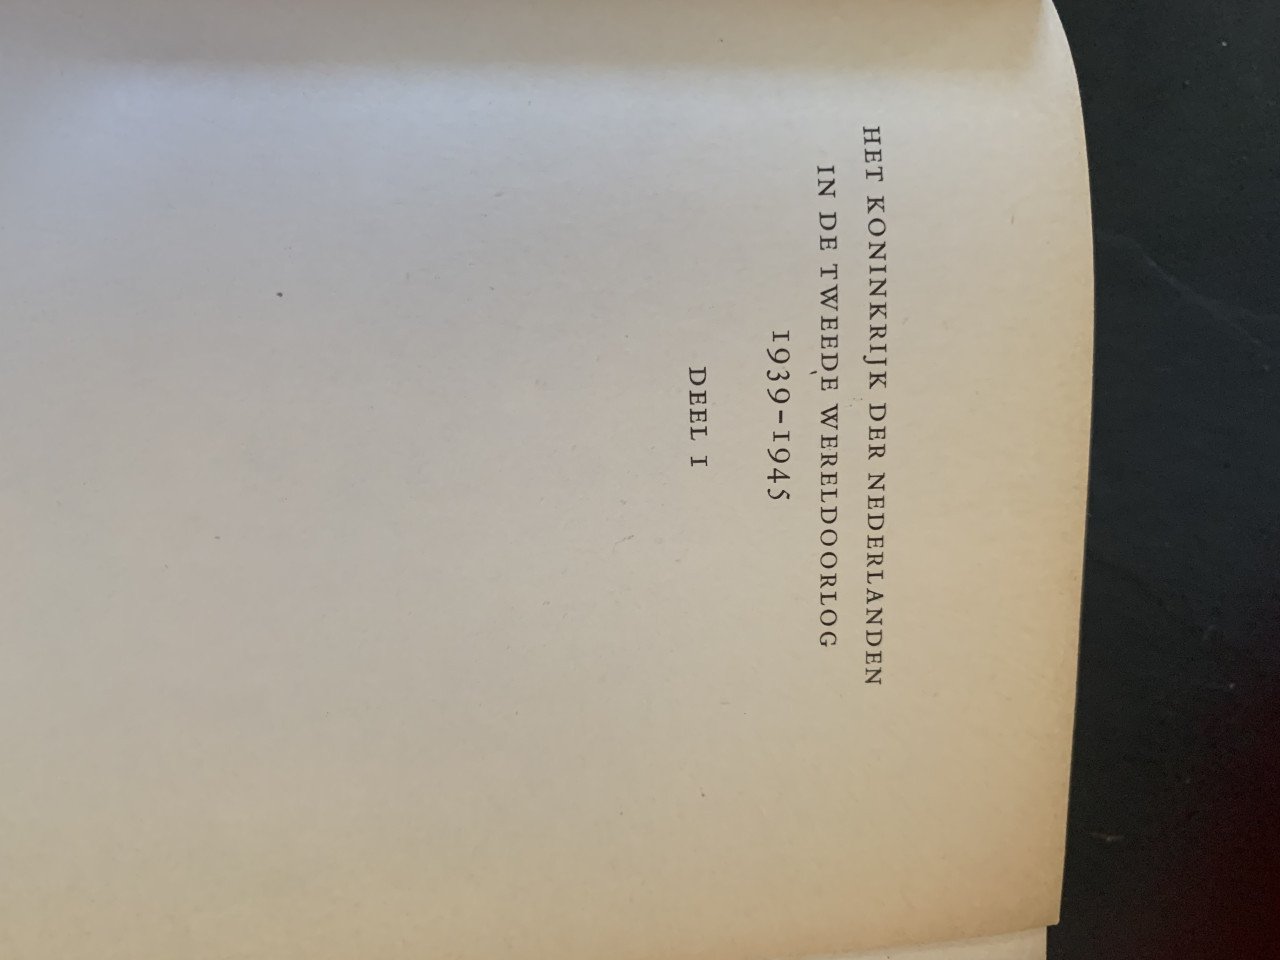 HET KONINKRIJK DER NEDERLANDEN
IN DE TWEEDE WERELDOORLOG
1939–1945
DEEL I